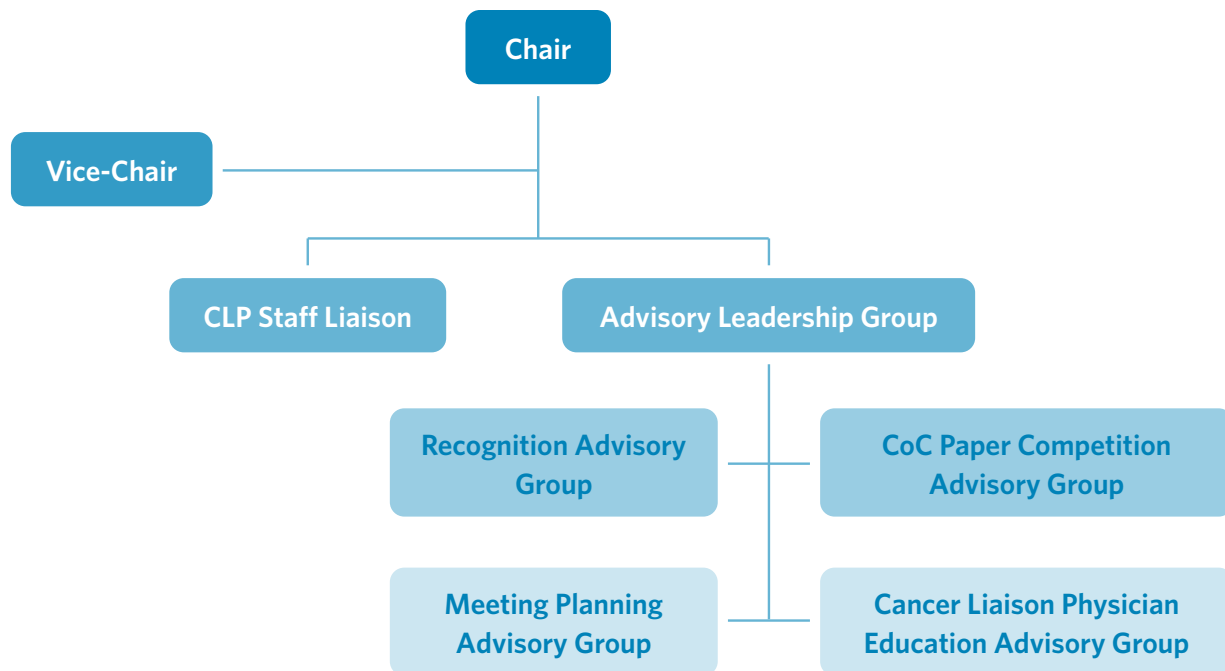 Chair
Vice-Chair
CLP Staff Liaison
Advisory Leadership Group
Recognition Advisory
Group
CoC Paper Competition
Advisory Group
Meeting Planning
Advisory Group
Cancer Liaison Physician
Education Advisory Group